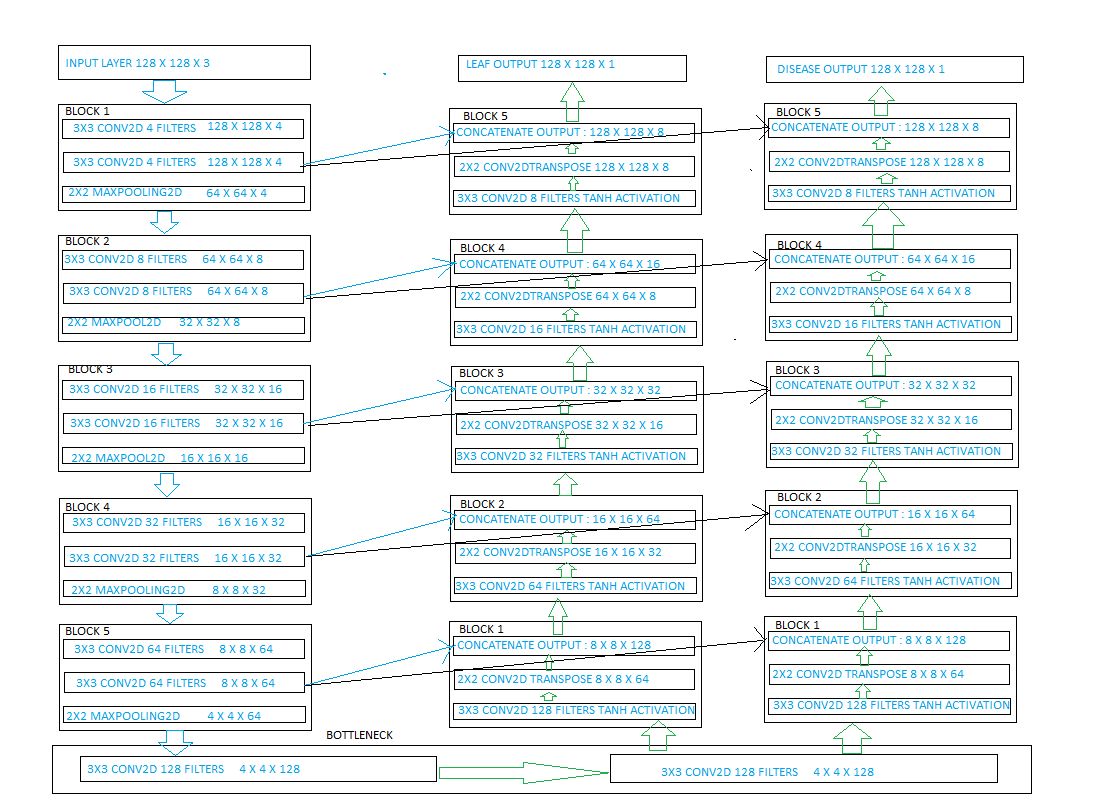 INPUT LAYER 128 X 128 X 3
BLOCK 1
3X3 CONV2D 4 FILTERS 128 X 128 X 4
3X3 CONV2D 4 FILTERS 128 X 128 X 4
2X2 MAXPOOLING2D 64 X 64 X 4
BLOCK 2
3X3 CONV2D 8 FILTERS 64 X 64 X 8
3X3 CONV2D 8 FILTERS 64 X 64 X 8
2X2 MAXPOOL2D 32 X 32 X 8
BLOCK 3
3X3 CONV2D 16 FILTERS 32 X 32 X 16
3X3 CONV2D 16 FILTERS 32 X 32 X 16
2X2 MAXPOOL2D 16 X 16 X 16
BLOCK 4
3X3 CONV2D 32 FILTERS 16 X 16 X 32
3X3 CONV2D 32 FILTERS 16 X 16 X 32
2X2 MAXPOOLING2D 8 X 8 X 32
BLOCK 5
3X3 CONV2D 64 FILTERS 8 X 8 X 64
3X3 CONV2D 64 FILTERS 8 X 8 X 64
2X2 MAXPOOLING2D 4 X 4 X 64
BOTTLENECK
3X3 CONV2D 128 FILTERS 4 X 4 X 128
3X3 CONV2D 128 FILTERS 4 X 4 X 128
LEAF OUTPUT 128 X 128 X 1
BLOCK 5
CONCATENATE OUTPUT : 128 X 128 X 8
2X2 CONV2DTRANSPOSE 128 X 128 X 8
3X3 CONV2D 8 FILTERS TANH ACTIVATION
BLOCK 4
CONCATENATE OUTPUT : 64 X 64 X 16
2X2 CONV2DTRANSPOSE 64 X 64 X 8
3X3 CONV2D 16 FILTERS TANH ACTIVATION
BLOCK 3
CONCATENATE OUTPUT : 32 X 32 X 32
2X2 CONV2DTRANSPOSE 32 X 32 X 16
3X3 CONV2D 32 FILTERS TANH ACTIVATION
BLOCK 2
CONCATENATE OUTPUT : 16 X 16 X 64
2X2 CONV2DTRANSPOSE 16 X 16 X 32
3X3 CONV2D 64 FILTERS TANH ACTIVATION
BLOCK 1
CONCATENATE OUTPUT : 8 X 8 X 128
2X2 CONV2D TRANSPOSE 8 X 8 X 64
3X3 CONV2D 128 FILTERS TANH ACTIVATION
DISEASE OUTPUT 128 X 128 X 1
BLOCK 5
CONCATENATE OUTPUT : 128 X 128 X 8
2X2 CONV2DTRANSPOSE 128 X 128 X 8
3X3 CONV2D 8 FILTERS TANH ACTIVATION
BLOCK 4
CONCATENATE OUTPUT : 64 X 64 X 16
2X2 CONV2DTRANSPOSE 64 X 64 X 8
3X3 CONV2D 16 FILTERS TANH ACTIVATION
BLOCK 3
CONCATENATE OUTPUT : 32 X 32 X 32
2X2 CONV2DTRANSPOSE 32 X 32 X 16
3X3 CONV2D 32 FILTERS TANH ACTIVATION
BLOCK 2
CONCATENATE OUTPUT : 16 X 16 X 64
2X2 CONV2DTRANSPOSE 16 X 16 X 32
3X3 CONV2D 64 FILTERS TANH ACTIVATION
BLOCK 1
CONCATENATE OUTPUT : 8 X 8 X 128
2X2 CONV2D TRANSPOSE 8 X 8 X 64
3X3 CONV2D 128 FILTERS TANH ACTIVATION